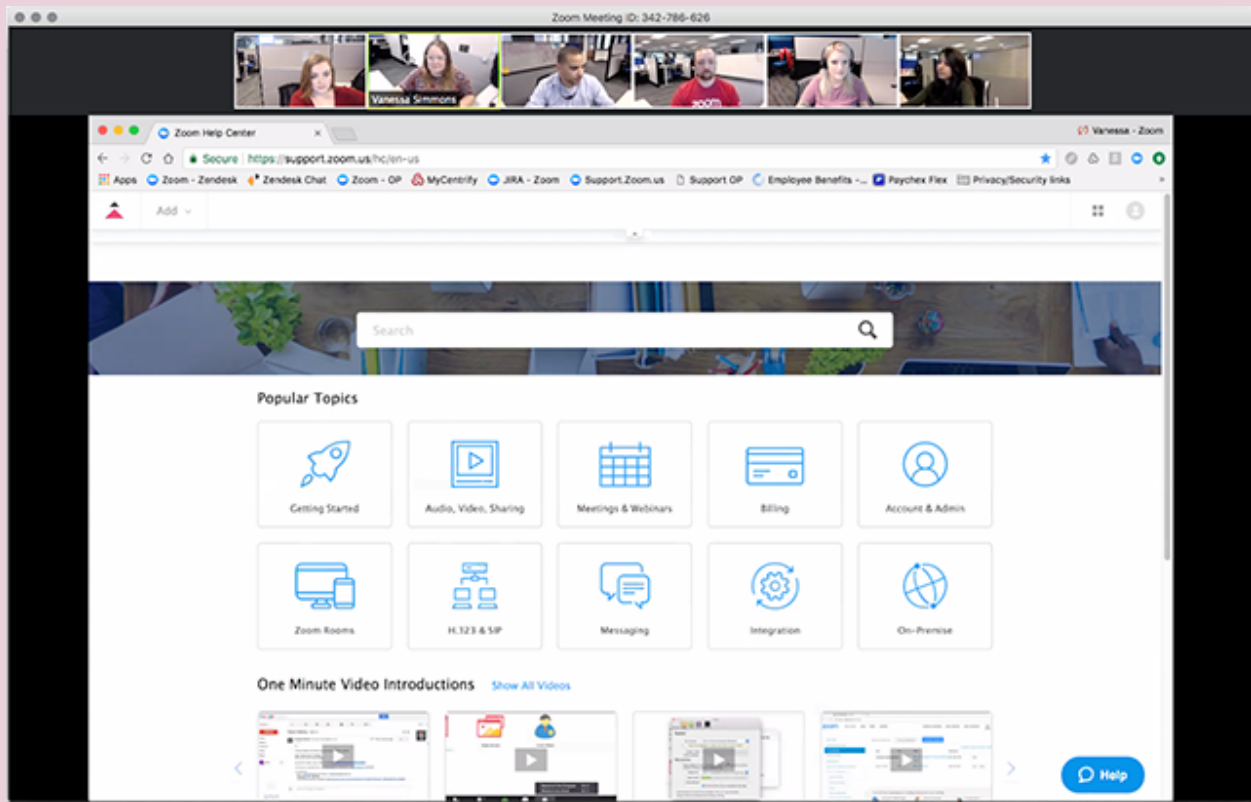 Zoom Meeting ID: 342-786-626
Vanessa Simmons
zoom
Zoom Help Center
Vanessa - Zoom
Secure https://support.zoom.us/hc/en-us
Apps Zoom - Zendesk Zendesk Chat Zoom - OP MyCentrify JIRA - Zoom Support.Zoom.us Support OP Employee Benefits -... Paychex Flex Privacy/Security links
Add
Search
Popular Topics
Getting Started Audio, Video, Sharing Meetings & Webinars Billing Account & Admin
Zoom Rooms H.323 & SIP Messaging Integration On-Premise
One Minute Video Introductions Show All Videos
Help